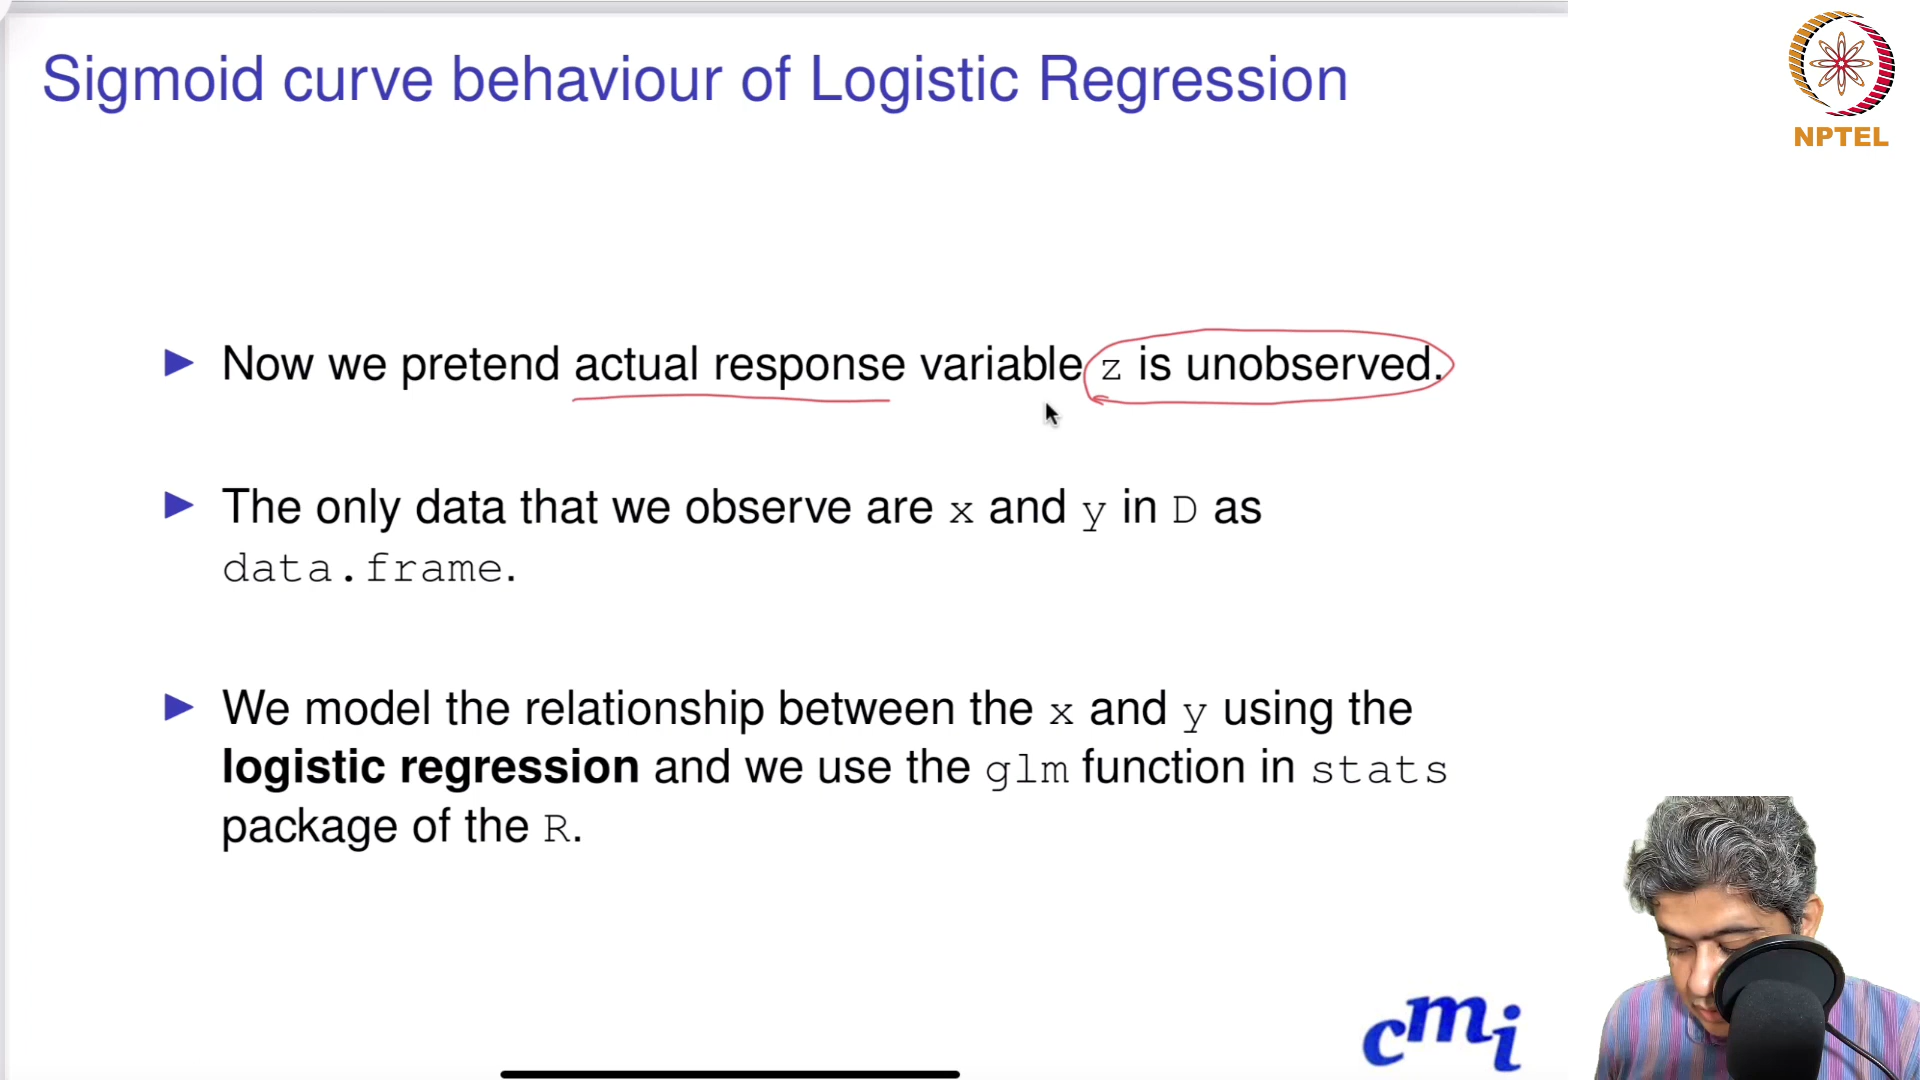 Sigmoid curve behaviour of Logistic Regression
NPTEL
Now we pretend actual response variable z is unobserved.
The only data that we observe are x and y in D as
data.frame.
We model the relationship between the x and y using the
logistic regression and we use the glm function in stats
package of the R.
cmi